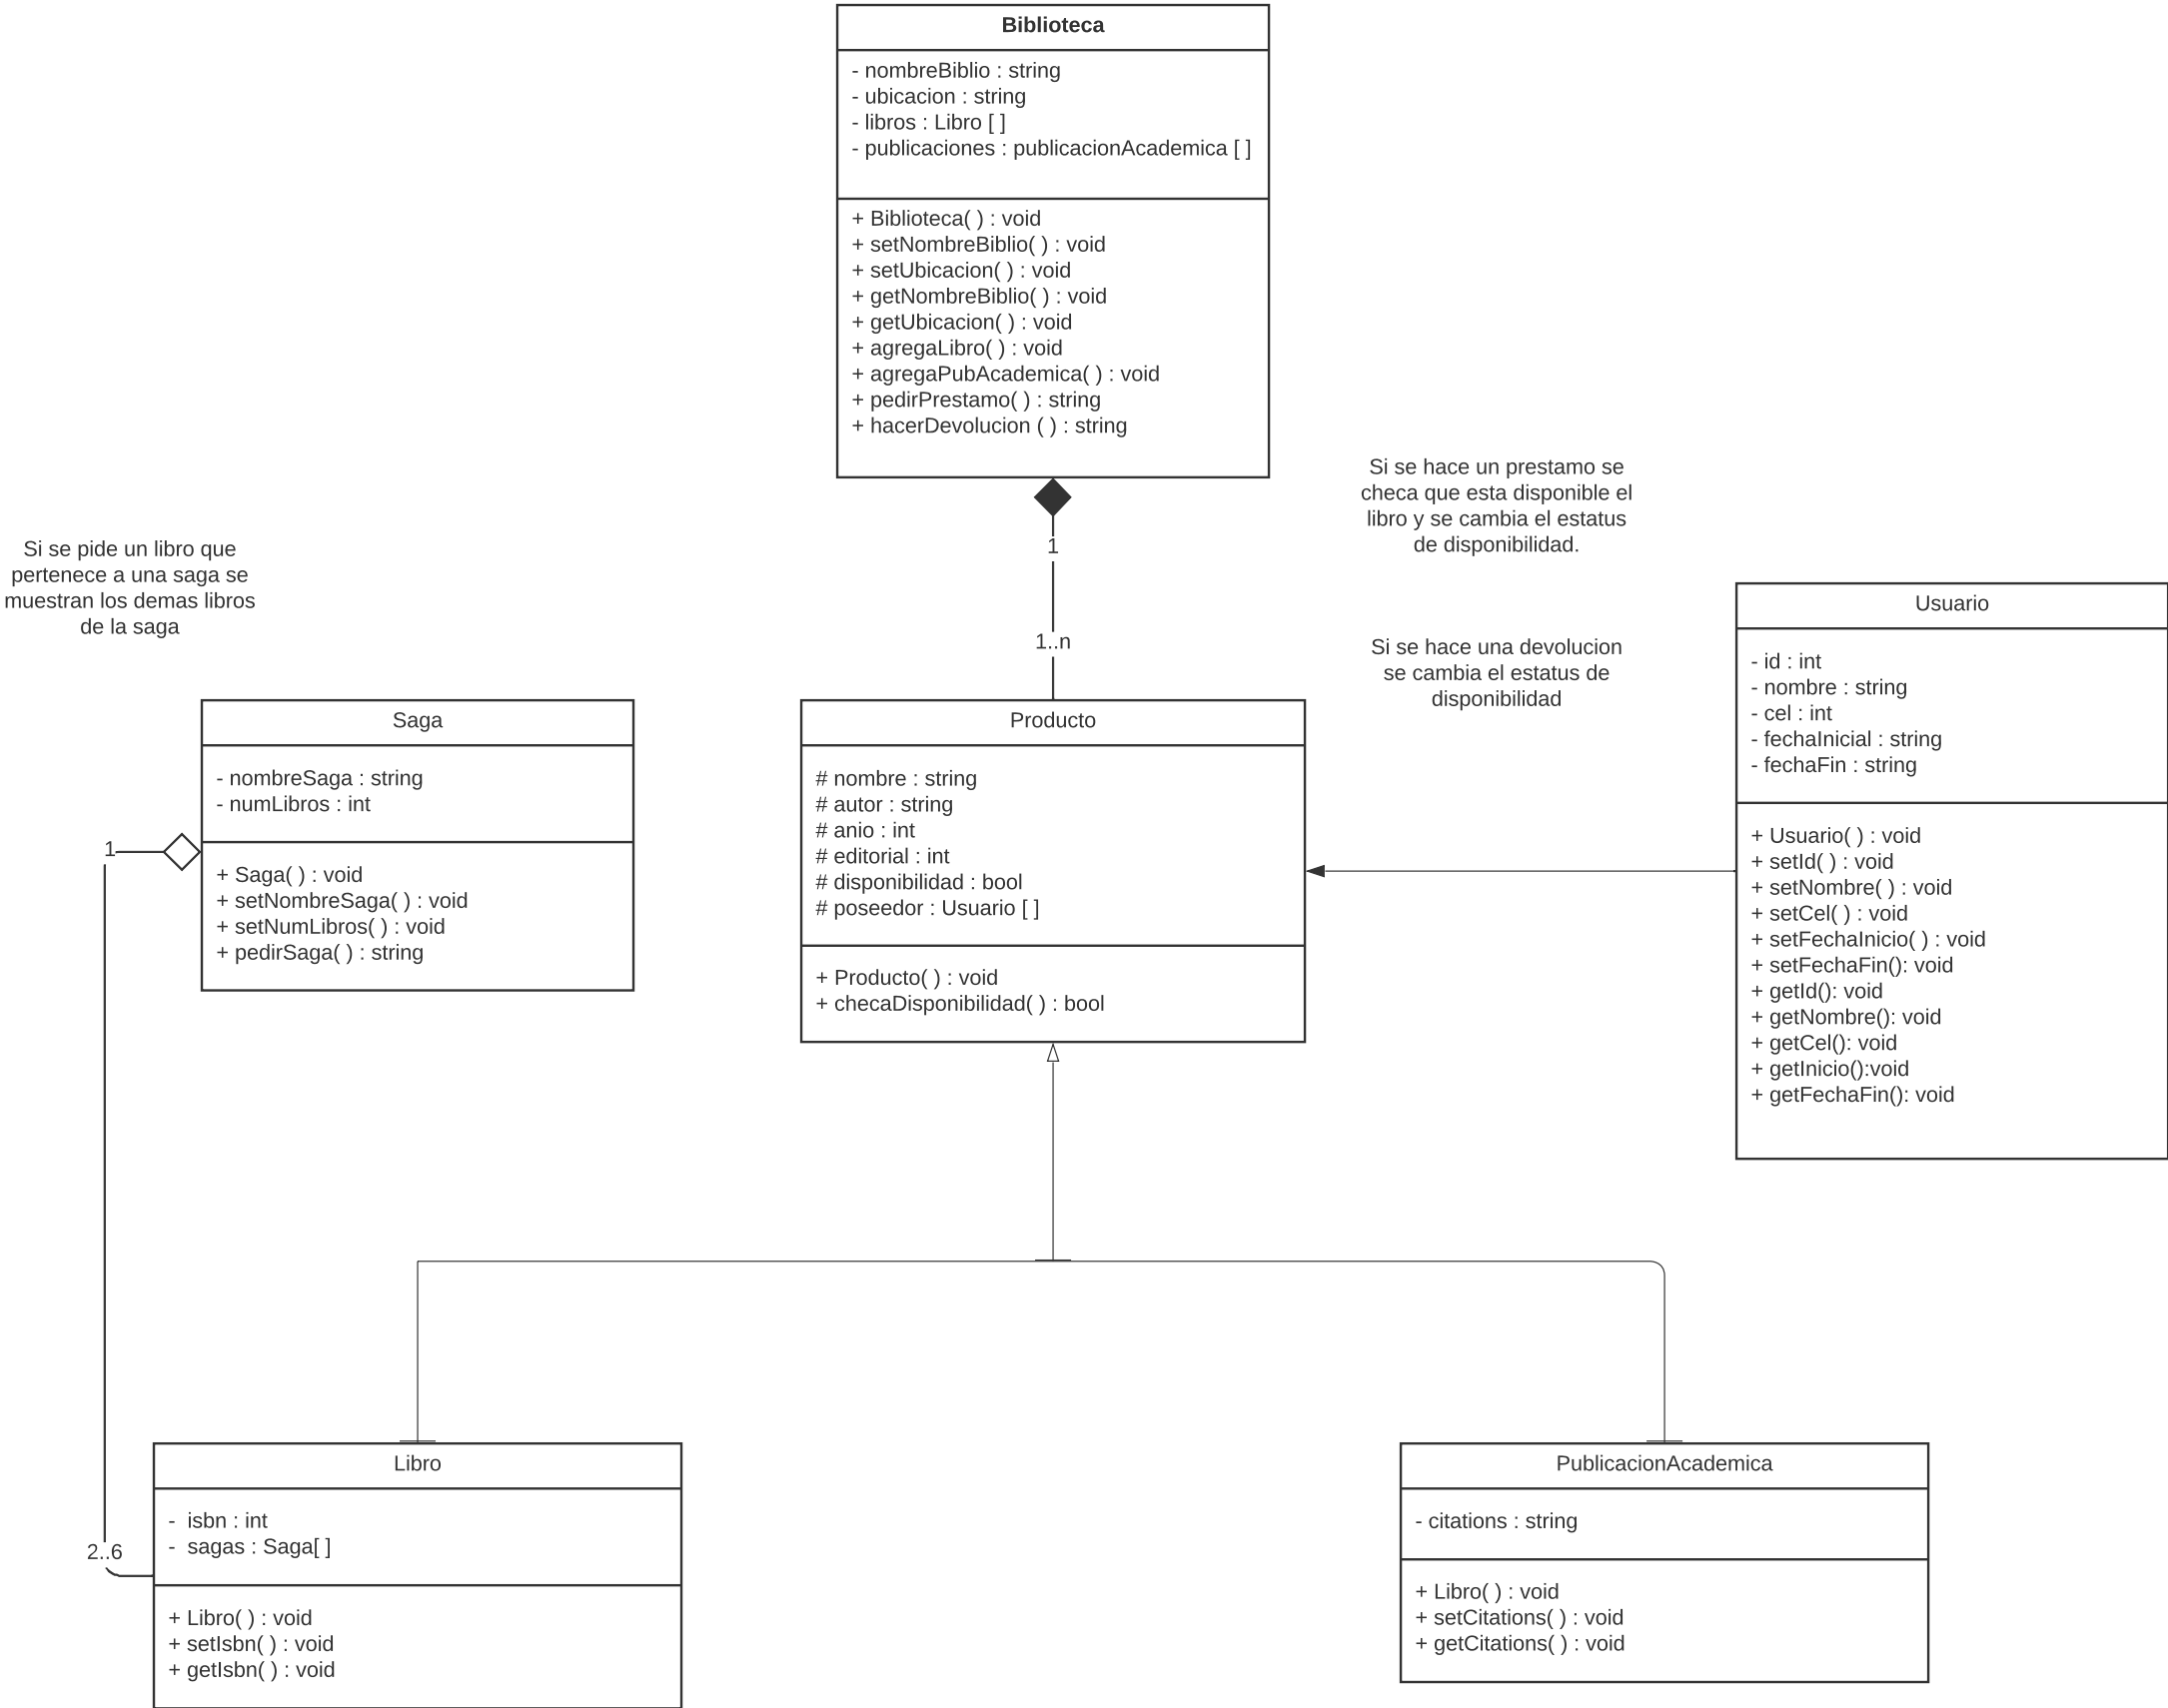 Biblioteca
- nombreBiblio : string
- ubicacion : string
- libros : Libro [ ]
- publicaciones : publicacionAcademica [ ]
+ Biblioteca( ) : void
+ setNombreBiblio( ) : void
+ setUbicacion( ) : void
+ getNombreBiblio( ) : void
+ getUbicacion( ) : void
+ agregaLibro( ) : void
+ agregaPubAcademica( ) : void
+ pedirPrestamo( ) : string
+ hacerDevolucion ( ) : string
1
1..n
Si se hace un prestamo se
checa que esta disponible el
libro y se cambia el estatus
de disponibilidad.
Si se pide un libro que
pertenece a una saga se
muestran los demas libros
de la saga
Si se hace una devolucion
se cambia el estatus de
disponibilidad
Saga
- nombreSaga : string
- numLibros : int
+ Saga( ) : void
+ setNombreSaga( ) : void
+ setNumLibros( ) : void
+ pedirSaga( ) : string
1
2..6
Producto
# nombre : string
# autor : string
# anio : int
# editorial : int
# disponibilidad : bool
# poseedor : Usuario [ ]
+ Producto( ) : void
+ checaDisponibilidad( ) : bool
Usuario
- id : int
- nombre : string
- cel : int
- fechaInicial : string
- fechaFin : string
+ Usuario( ) : void
+ setId( ) : void
+ setNombre( ) : void
+ setCel( ) : void
+ setFechaInicio( ) : void
+ setFechaFin(): void
+ getId(): void
+ getNombre(): void
+ getCel(): void
+ getInicio():void
+ getFechaFin(): void
Libro
- isbn : int
- sagas : Saga[ ]
+ Libro( ) : void
+ setIsbn( ) : void
+ getIsbn( ) : void
PublicacionAcademica
- citations : string
+ Libro( ) : void
+ setCitations( ) : void
+ getCitations( ) : void